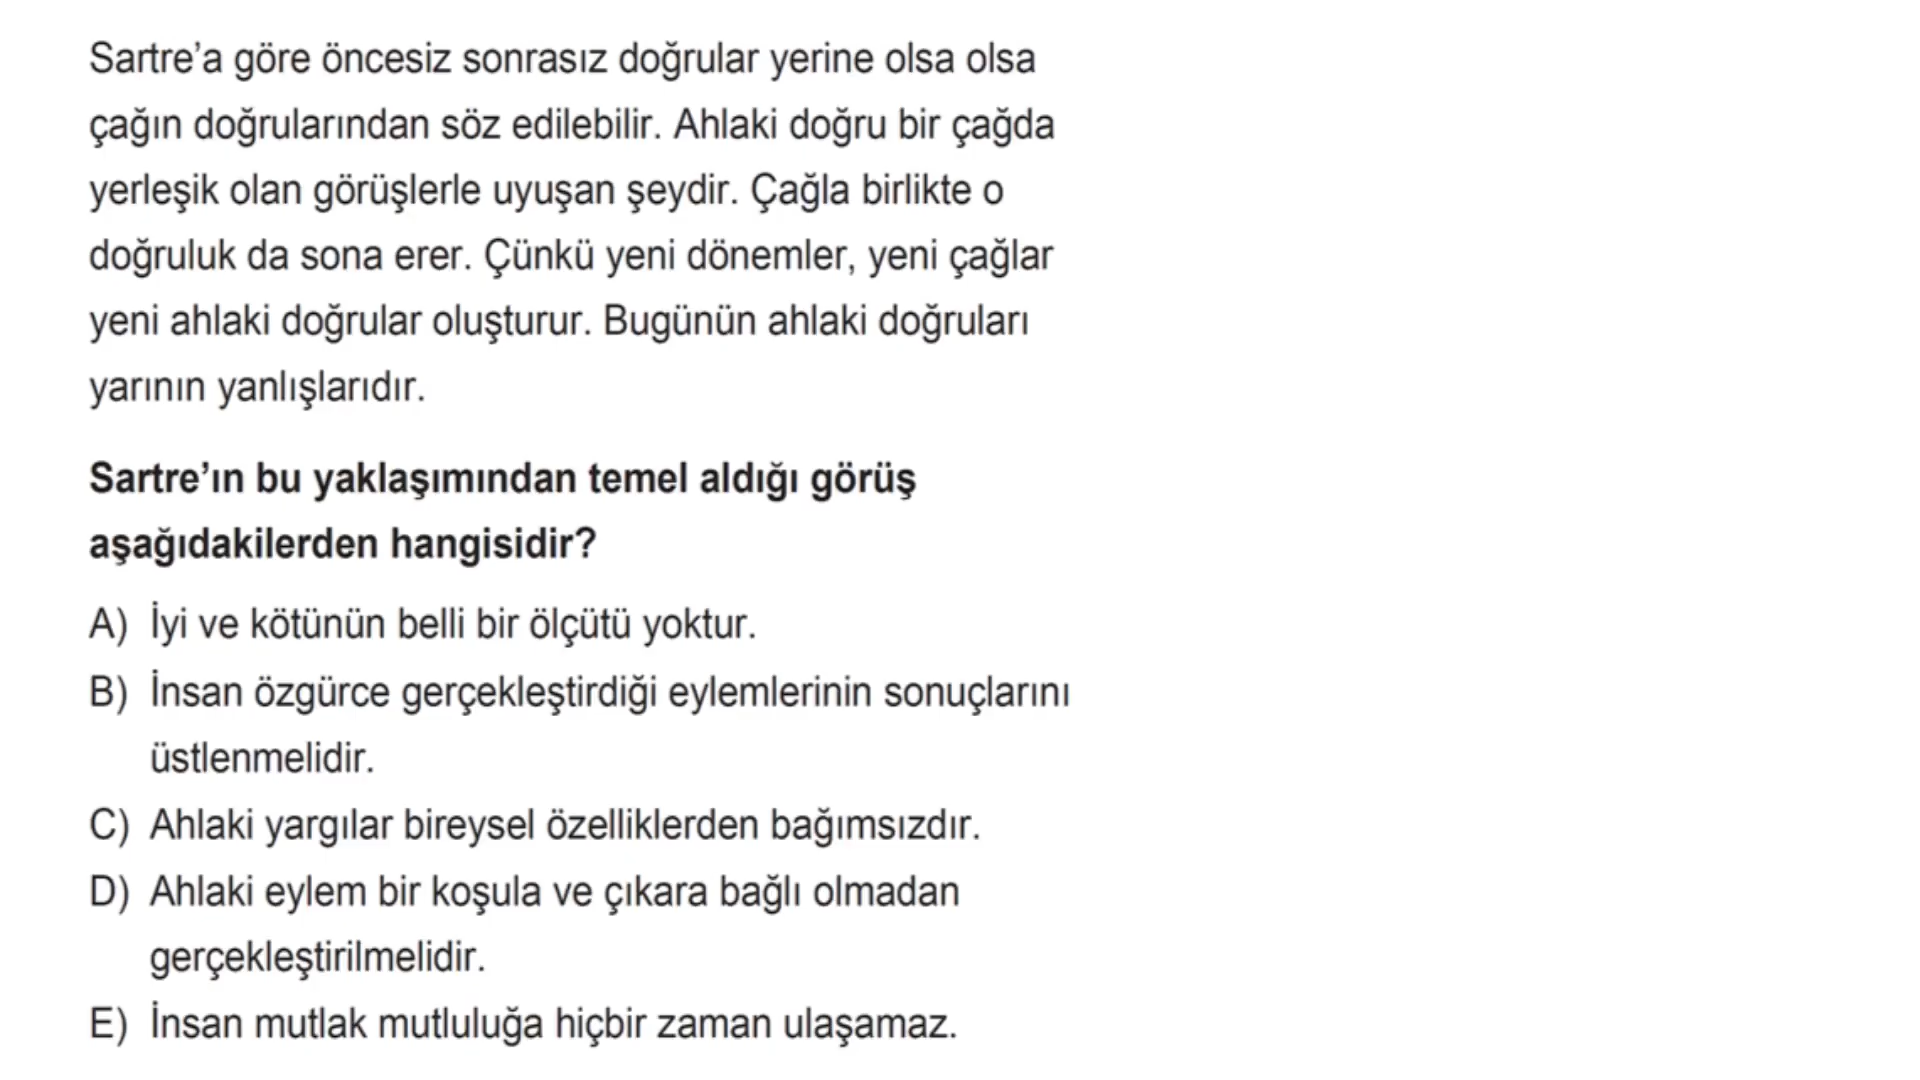 Sartre’a göre öncesiz sonrasız doğrular yerine olsa olsa
çağın doğrularından söz edilebilir. Ahlaki doğru bir çağda
yerleşik olan görüşlerle uyuşan şeydir. Çağla birlikte o
doğruluk da sona erer. Çünkü yeni dönemler, yeni çağlar
yeni ahlaki doğrular oluşturur. Bugünün ahlaki doğruları
yarının yanlışlarıdır.
Sartre’ın bu yaklaşımından temel aldığı görüş
aşağıdakilerden hangisidir?
A) İyi ve kötünün belli bir ölçütü yoktur.
B) İnsan özgürce gerçekleştirdiği eylemlerinin sonuçlarını
üstlenmelidir.
C) Ahlaki yargılar bireysel özelliklerden bağımsızdır.
D) Ahlaki eylem bir koşula ve çıkara bağlı olmadan
gerçekleştirilmelidir.
E) İnsan mutlak mutluluğa hiçbir zaman ulaşamaz.